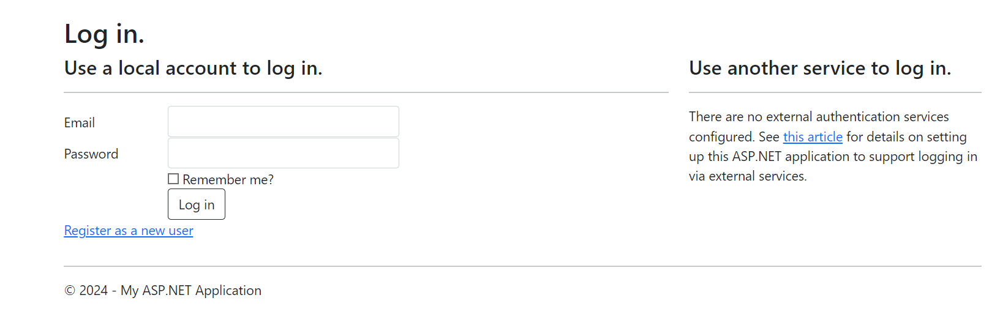 Log in.
Use a local account to log in.
Email
Password
Remember me?
Log in
Register as a new user
Use another service to log in.
There are no external authentication services
configured. See this article for details on setting
up this ASP.NET application to support logging in
via external services.
© 2024 - My ASP.NET Application